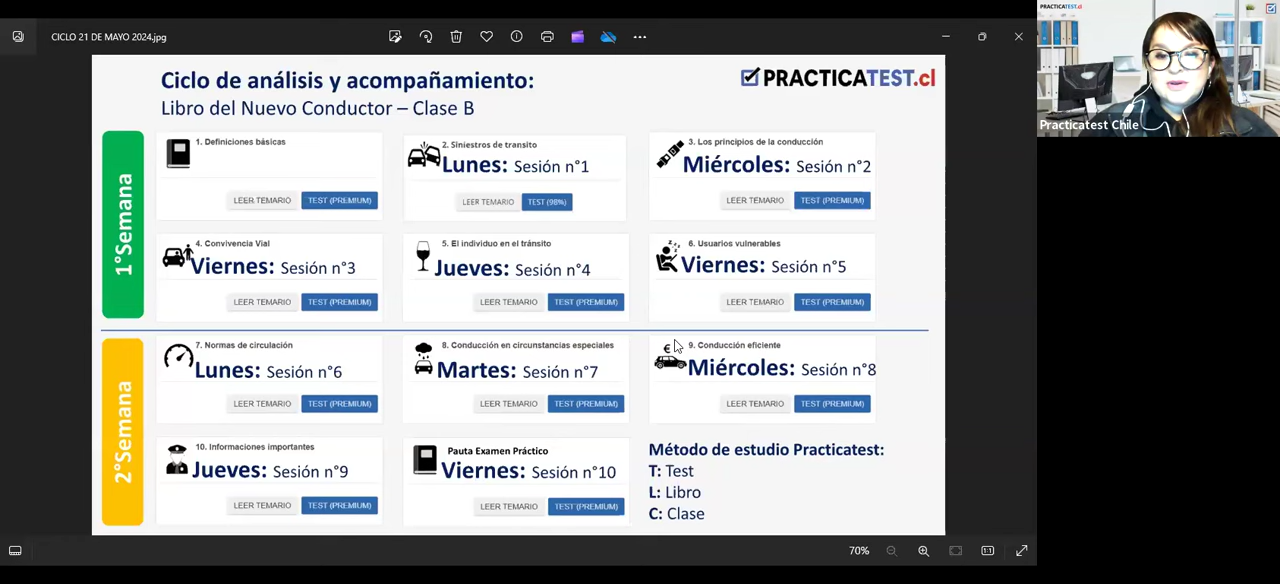 CICLO 21 DE MAYO 2024.jpg
PRACTICATEST.cl
Practicatest Chile
Ciclo de análisis y acompañamiento:
Libro del Nuevo Conductor – Clase B
PRACTICATEST.cl
1°Semana
1. Definiciones básicas
LEER TEMARIO TEST (PREMIUM)
2. Siniestros de transito
Lunes: Sesión n°1
LEER TEMARIO TEST (98%)
3. Los principios de la conducción
Miércoles: Sesión n°2
LEER TEMARIO TEST (PREMIUM)
4. Convivencia Vial
Viernes: Sesión n°3
LEER TEMARIO TEST (PREMIUM)
5. El individuo en el tránsito
Jueves: Sesión n°4
LEER TEMARIO TEST (PREMIUM)
6. Usuarios vulnerables
Viernes: Sesión n°5
LEER TEMARIO TEST (PREMIUM)
2°Semana
7. Normas de circulación
Lunes: Sesión n°6
LEER TEMARIO TEST (PREMIUM)
8. Conducción en circunstancias especiales
Martes: Sesión n°7
LEER TEMARIO TEST (PREMIUM)
€
9. Conducción eficiente
Miércoles: Sesión n°8
LEER TEMARIO TEST (PREMIUM)
10. Informaciones importantes
Jueves: Sesión n°9
LEER TEMARIO TEST (PREMIUM)
Pauta Examen Práctico
Viernes: Sesión n°10
LEER TEMARIO TEST (PREMIUM)
Método de estudio Practicatest:
T: Test
L: Libro
C: Clase
70%
1:1